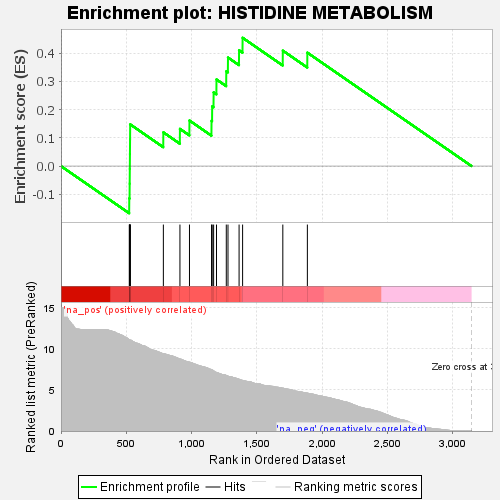 Enrichment plot: HISTIDINE METABOLISM
Enrichment score (ES)
0.4
0.3
0.2
0.1
0.0
-0.1
'na_pos' (positively correlated)
Ranked list metric (PreRanked)
15
10
5
0
Zero cross at 3
'na_neg' (negatively correlated)
0
500
1,000
1,500
2,000
2,500
3,000
Rank in Ordered Dataset
Enrichment profile
Hits
Ranking metric scores